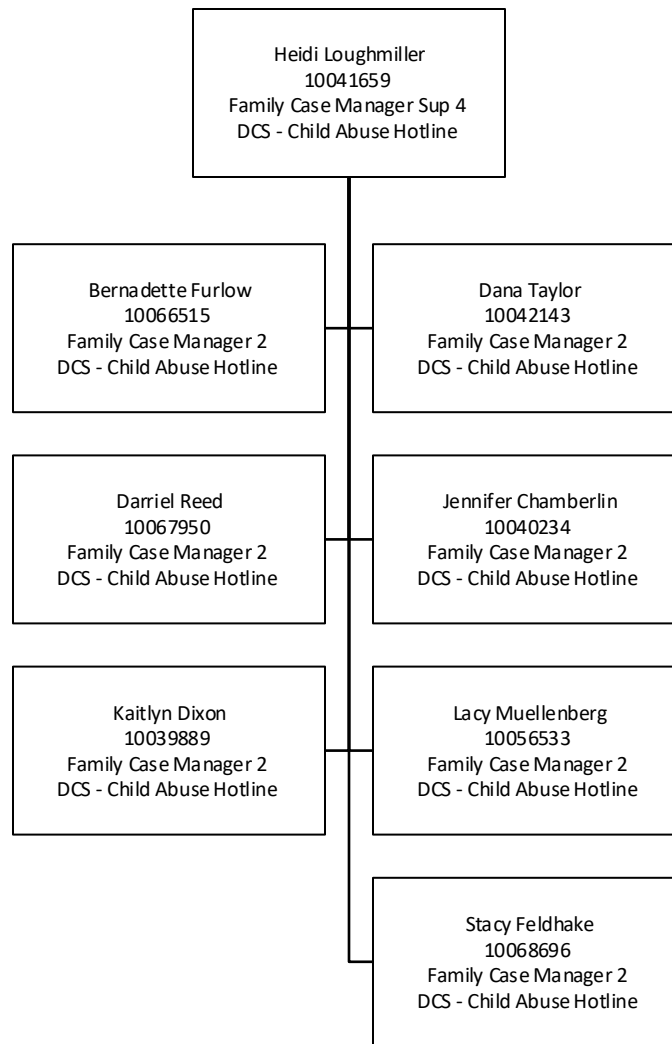 Heidi Loughmiller
10041659
Family Case Manager Sup 4
DCS - Child Abuse Hotline
Bernadette Furlow
10066515
Family Case Manager 2
DCS - Child Abuse Hotline
Dana Taylor
10042143
Family Case Manager 2
DCS - Child Abuse Hotline
Darriel Reed
10067950
Family Case Manager 2
DCS - Child Abuse Hotline
Jennifer Chamberlin
10040234
Family Case Manager 2
DCS - Child Abuse Hotline
Kaitlyn Dixon
10039889
Family Case Manager 2
DCS - Child Abuse Hotline
Lacy Muellenberg
10056533
Family Case Manager 2
DCS - Child Abuse Hotline
Stacy Feldhake
10068696
Family Case Manager 2
DCS - Child Abuse Hotline